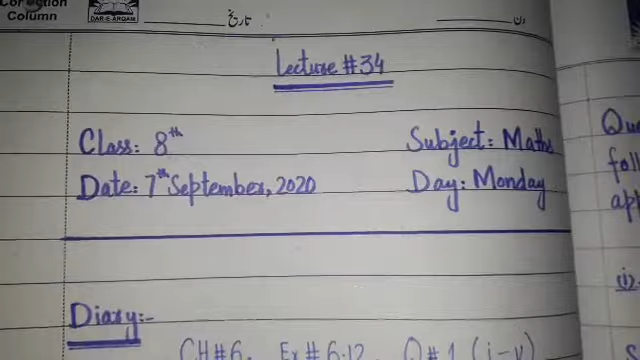 Correction
Column
DAR-E-ARQAM
تاریخ
دن
Lecture #34
Class: 8th
Subject: Maths
Date: 7th September, 2020
Day: Monday
Diary:-
CH#6, Ex#6.12, Q#1 (i-v)
(i)